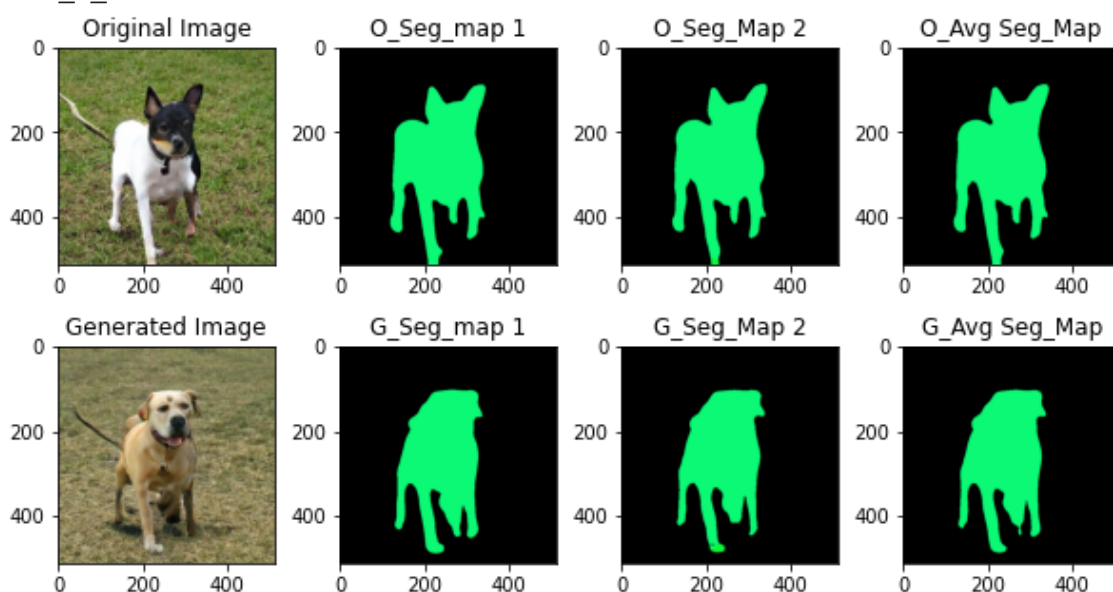 Original Image O_Seg_map 1 O_Seg_Map 2 O_Avg Seg_Map
0 0 0 0
200 200 200 200
400 400 400 400
0 200 400 0 200 400 0 200 400 0 200 400
Generated Image G_Seg_map 1 G_Seg_Map 2 G_Avg Seg_Map
0 0 0 0
200 200 200 200
400 400 400 400
0 200 400 0 200 400 0 200 400 0 200 400